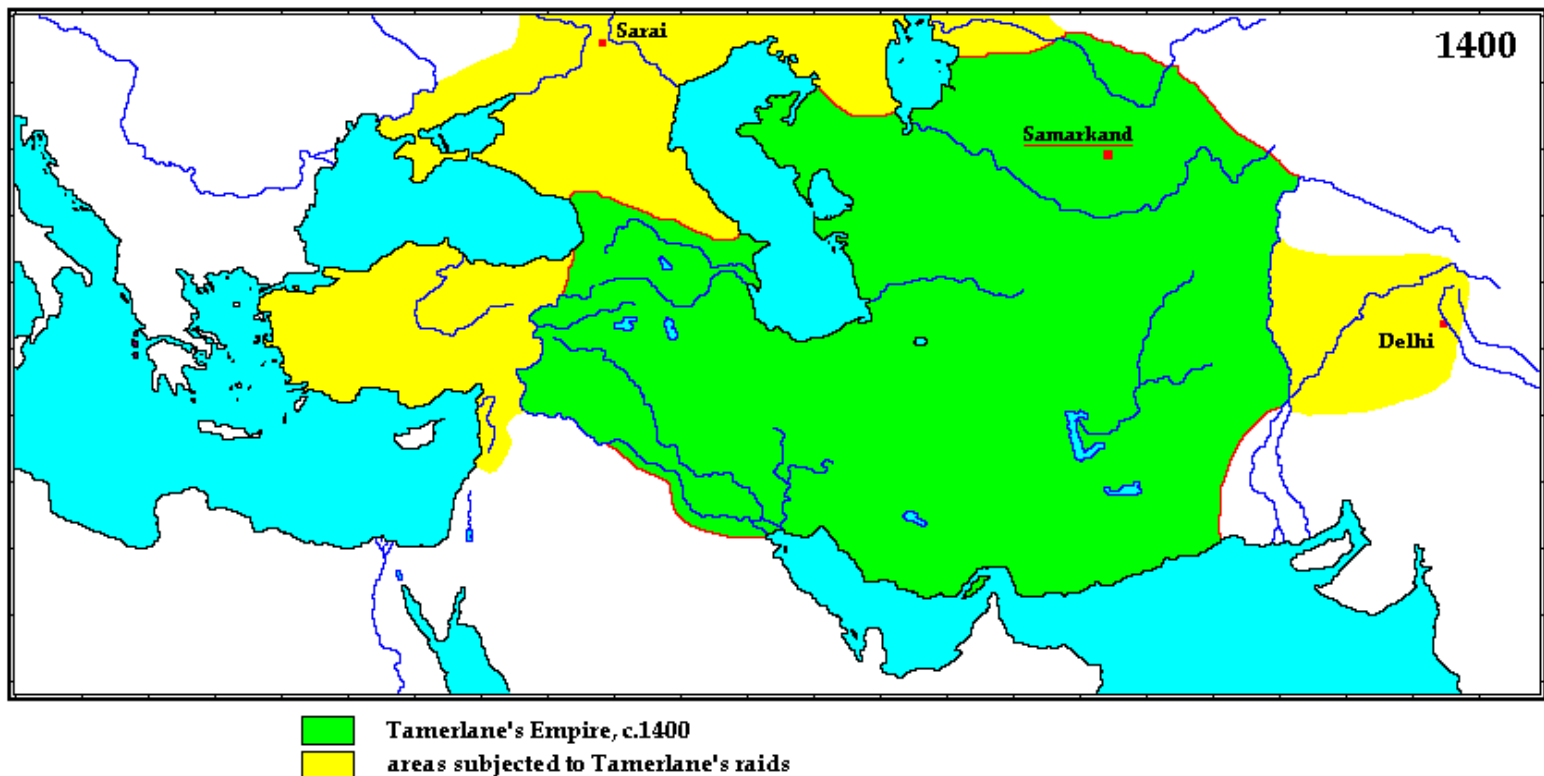 Sarai
1400
Samarkand
Delhi
Tamerlane's Empire, c.1400
areas subjected to Tamerlane's raids